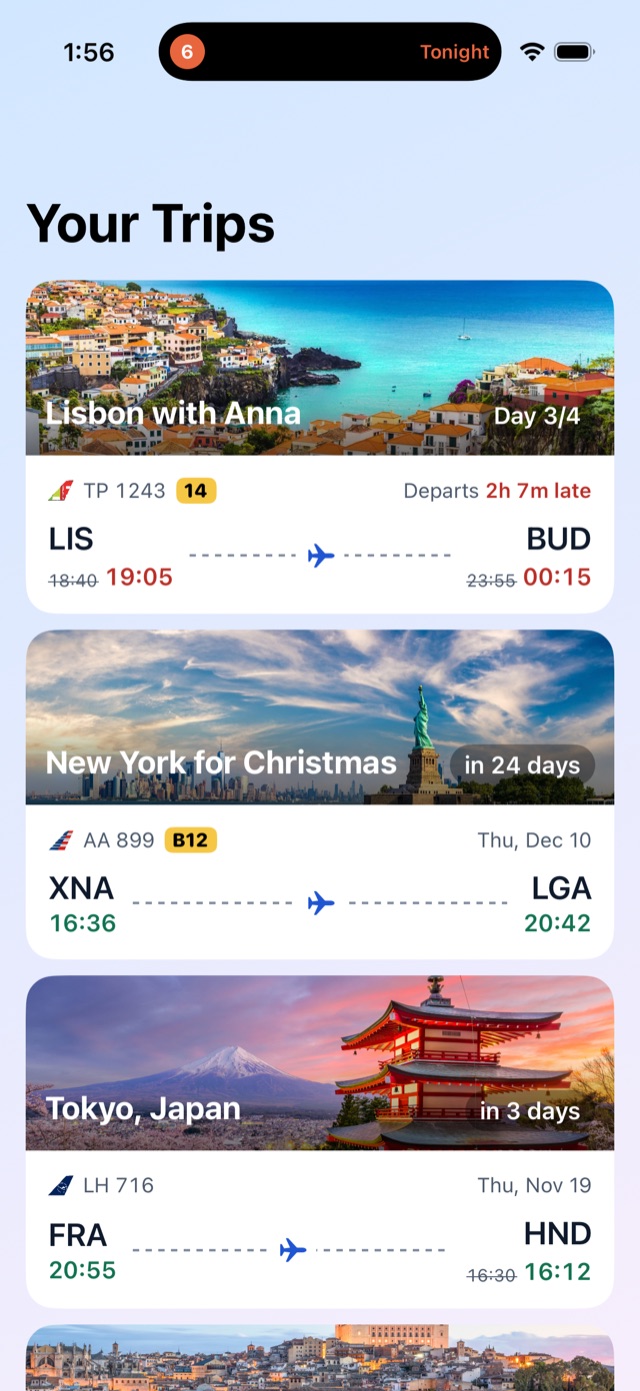 1:56
6 Tonight
Your Trips
Lisbon with Anna
Day 3/4
TP 1243 14 Departs 2h 7m late
LIS BUD
18:40 19:05 23:55 00:15
New York for Christmas
in 24 days
AA 899 B12 Thu, Dec 10
XNA LGA
16:36 20:42
Tokyo, Japan
in 3 days
LH 716 Thu, Nov 19
FRA HND
20:55 16:30 16:12